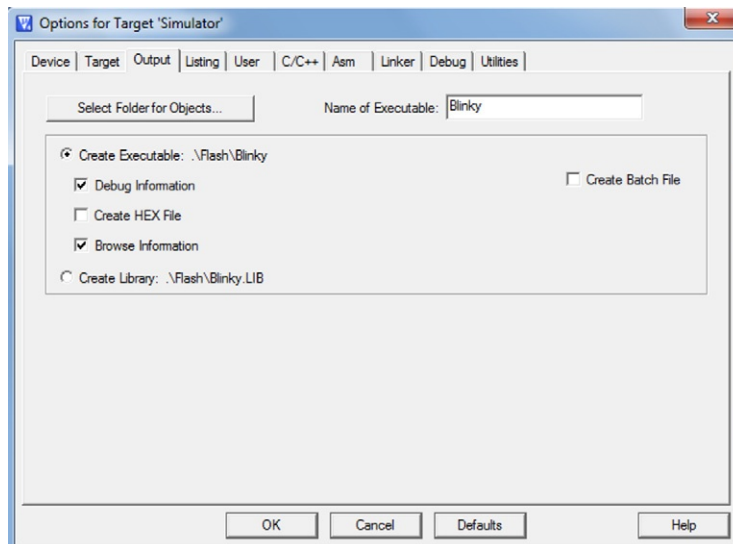 Options for Target 'Simulator'
Device Target Output Listing User C/C++ Asm Linker Debug Utilities
Select Folder for Objects... Name of Executable: Blinky
Create Executable: .\Flash\Blinky
Debug Information Create Batch File
Create HEX File
Browse Information
Create Library: .\Flash\Blinky.LIB
OK Cancel Defaults Help